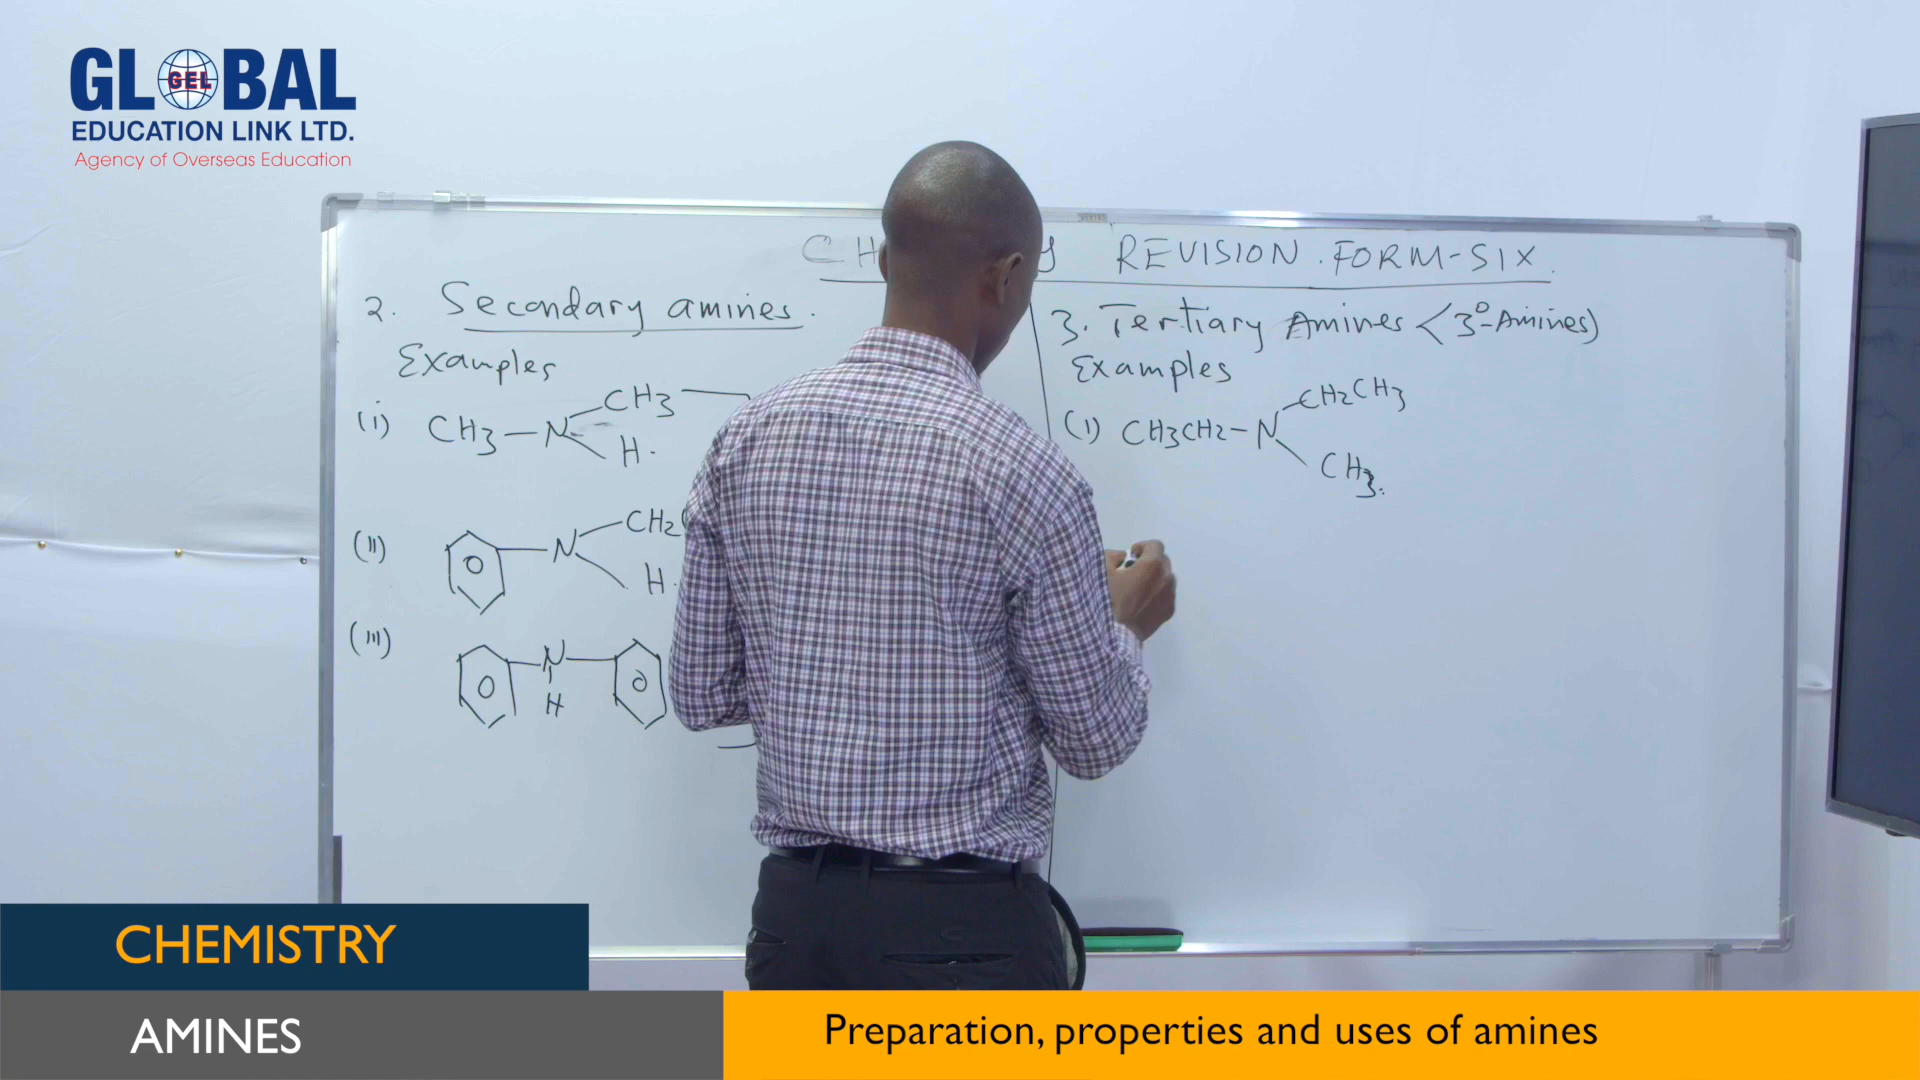 GLOBAL
GEL
EDUCATION LINK LTD.
Agency of Overseas Education
REVISION . FORM-SIX.
2. Secondary amines.
Examples
(i) CH3-N
CH3
H.
(ii)
N
CH2
H.
(iii)
N
H
3. Tertiary Amines <3°-Amines)
Examples
(i) CH3CH2-N
CH2CH3
CH3.
CHEMISTRY
AMINES
Preparation, properties and uses of amines